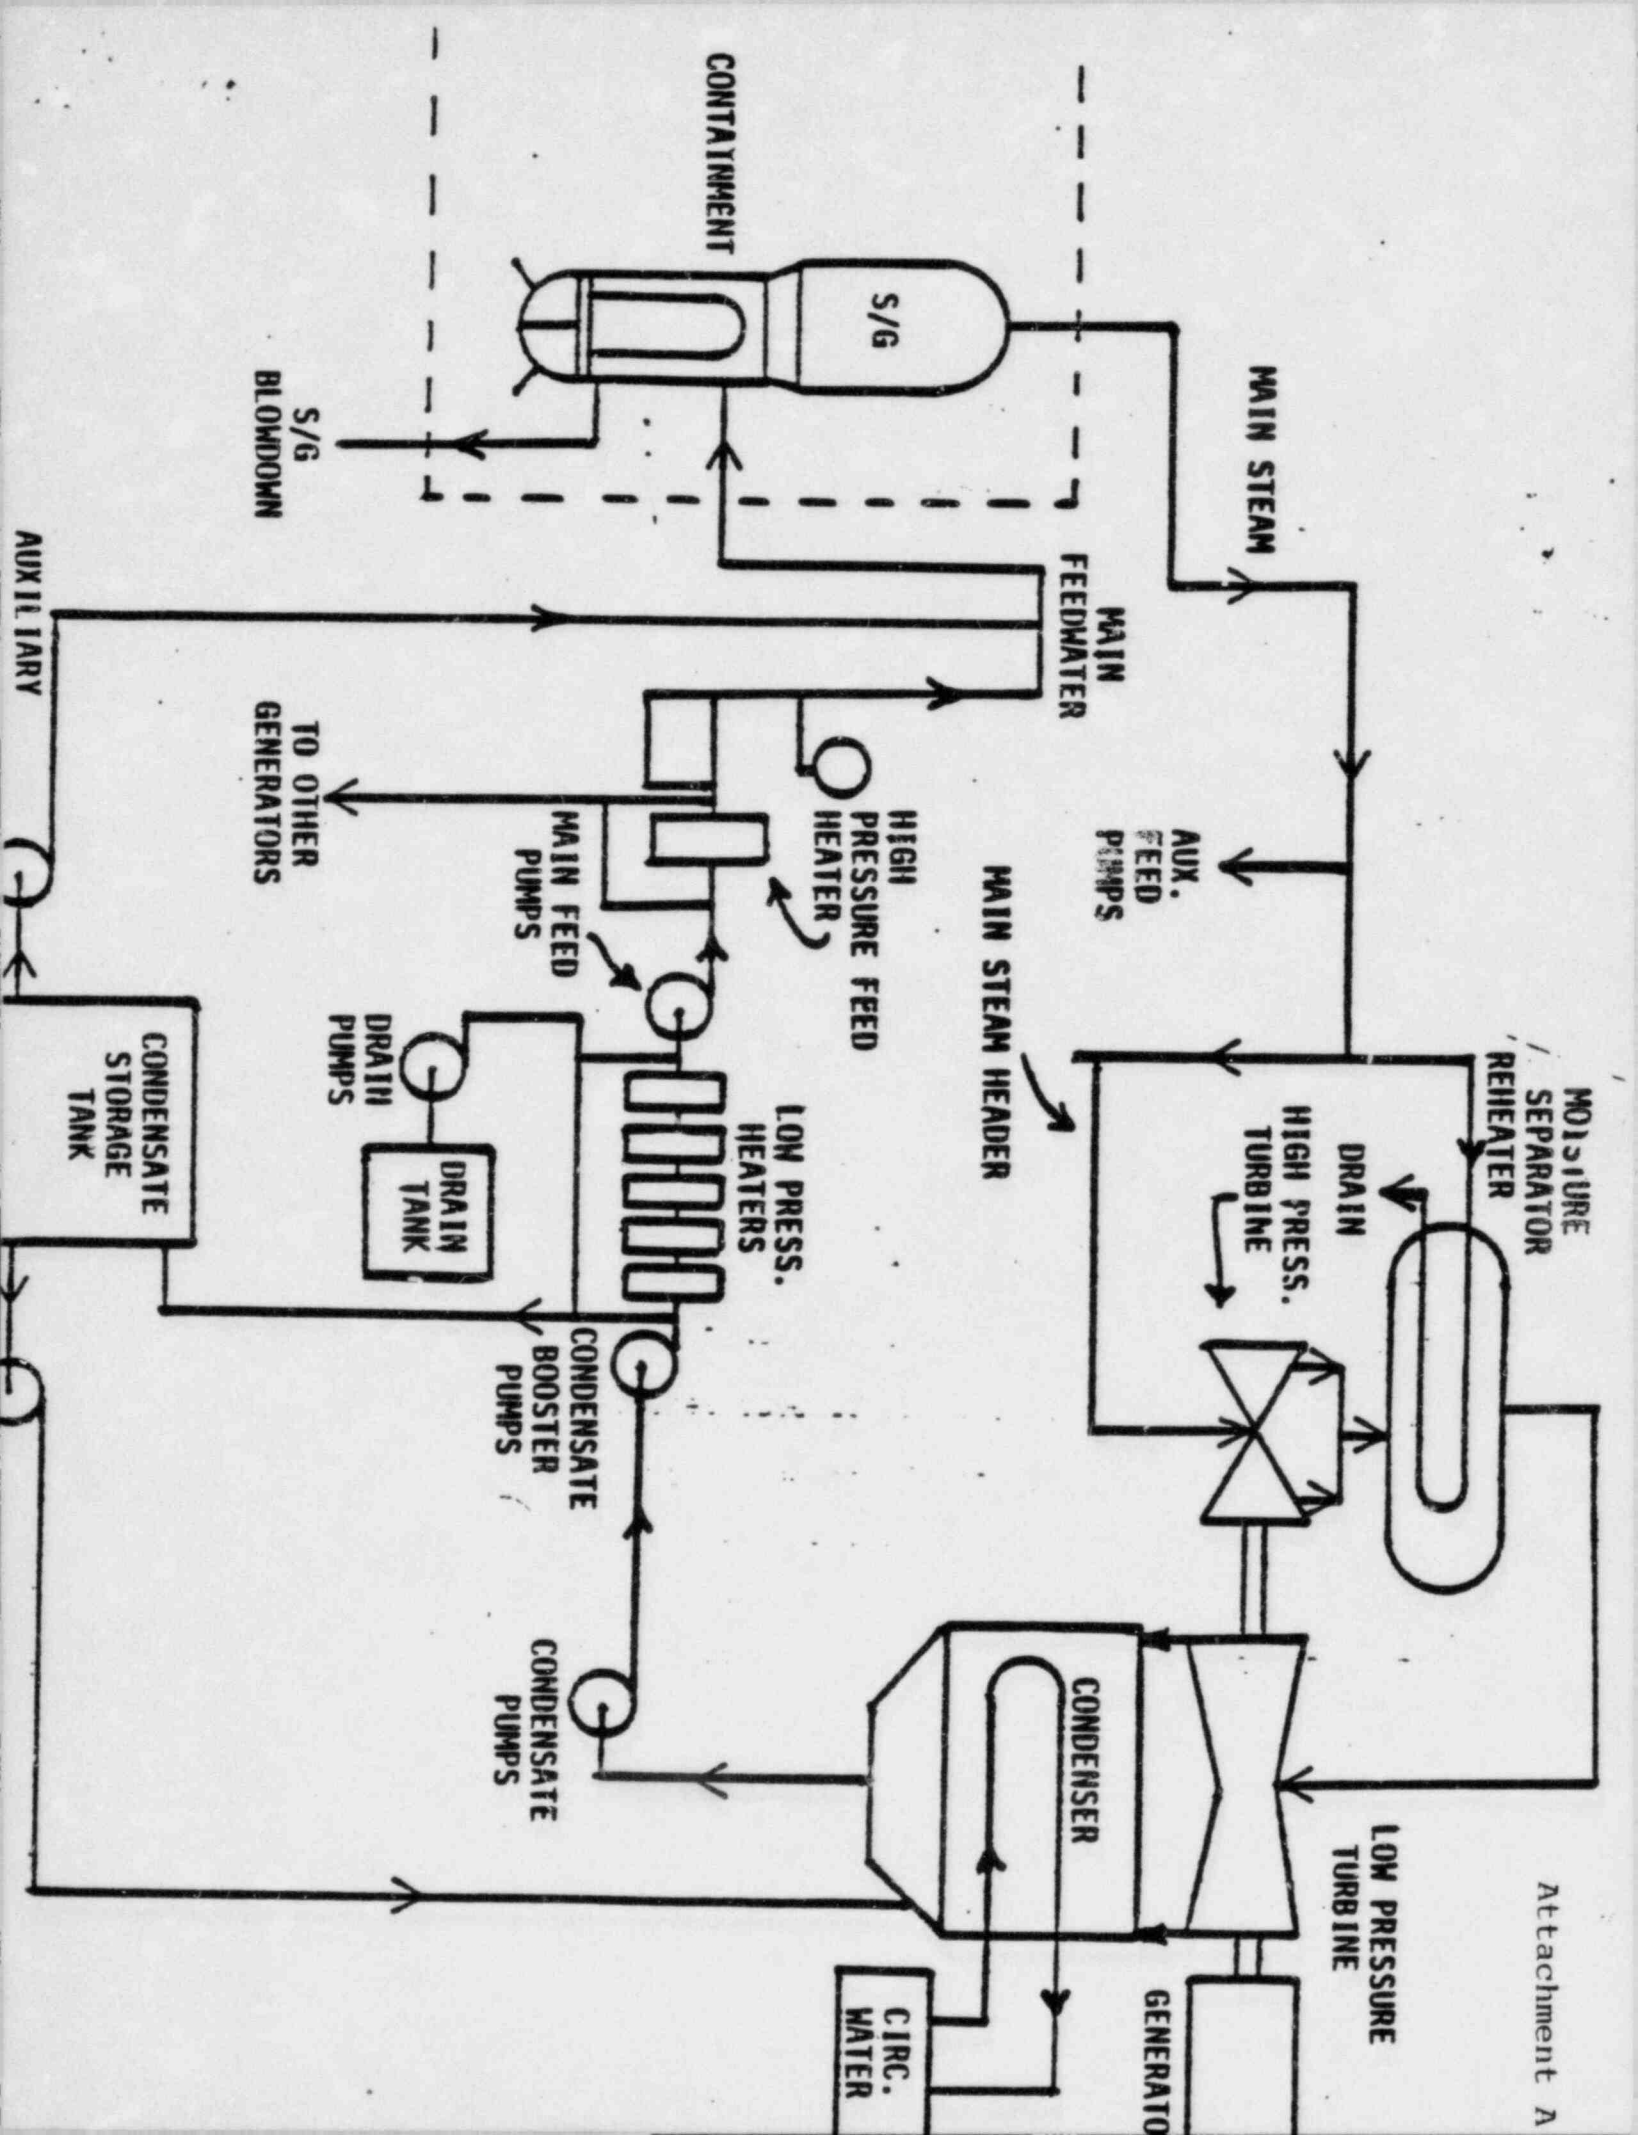 Attachment A
MAIN STEAM
MOISTURE
SEPARATOR
REHEATER
LOW PRESSURE
TURBINE
DRAIN
HIGH PRESS.
TURBINE
AUX.
FEED
PUMPS
GENERATO
MAIN
FEEDWATER
MAIN STEAM HEADER
CONDENSER
S/G
CONTAINMENT
HIGH
PRESSURE FEED
HEATER
CIRC.
WATER
LOW PRESS.
HEATERS
MAIN FEED
PUMPS
CONDENSATE
BOOSTER
PUMPS
CONDENSATE
PUMPS
DRAIN
TANK
DRAIN
PUMPS
S/G
BLOWDOWN
TO OTHER
GENERATORS
CONDENSATE
STORAGE
TANK
AUXILIARY